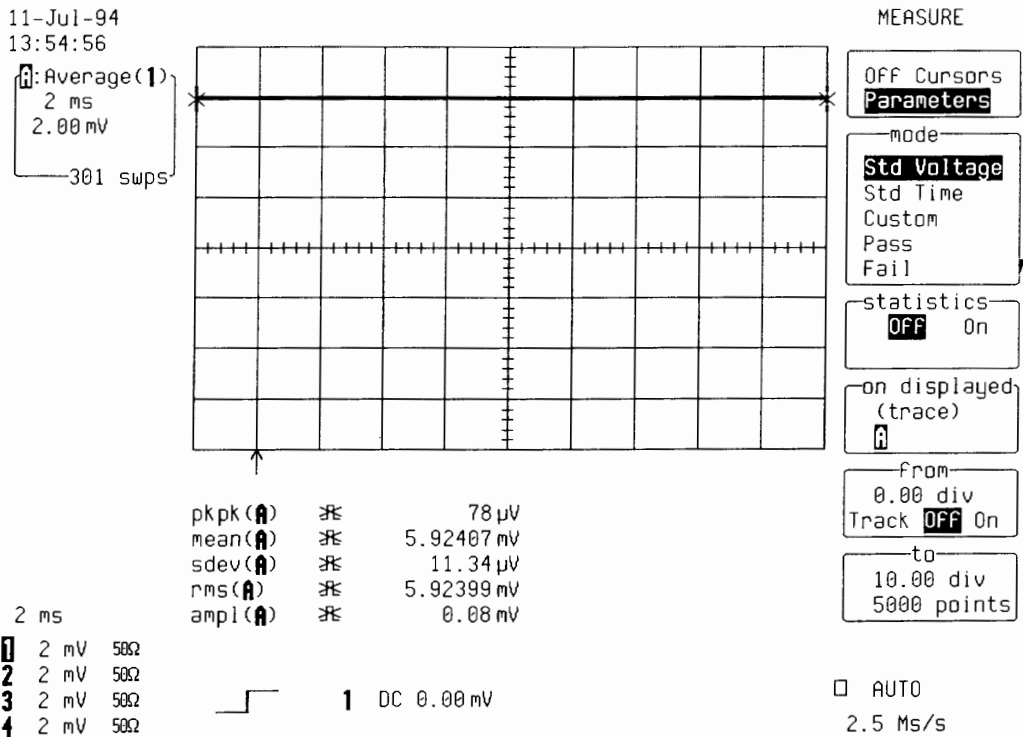 11-Jul-94
13:54:56
A:Average(1)
2 ms
2.00 mV
301 swps
MEASURE
Off Cursors
Parameters
mode
Std Voltage
Std Time
Custom
Pass
Fail
statistics
Off On
on displayed
(trace)
A
from
0.00 div
Track Off On
to
10.00 div
5000 points
pkpk(A) 78 µV
mean(A) 5.92407 mV
sdev(A) 11.34 µV
rms(A) 5.92399 mV
ampl(A) 0.08 mV
2 ms
1 2 mV 50Ω
2 2 mV 50Ω
3 2 mV 50Ω
4 2 mV 50Ω
1 DC 0.00 mV
AUTO
2.5 Ms/s